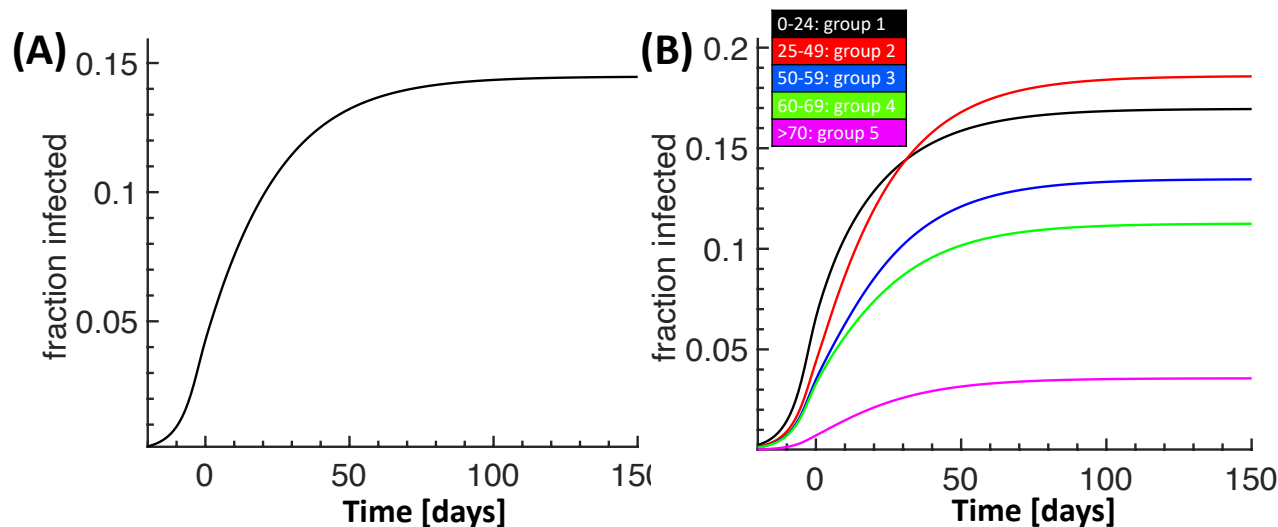 (A)
0.15
0.1
0.05
fraction infected
0
50
100
150
Time [days]
(B)
0-24: group 1
25-49: group 2
50-59: group 3
60-69: group 4
>70: group 5
0.2
0.15
0.1
0.05
fraction infected
0
50
100
150
Time [days]